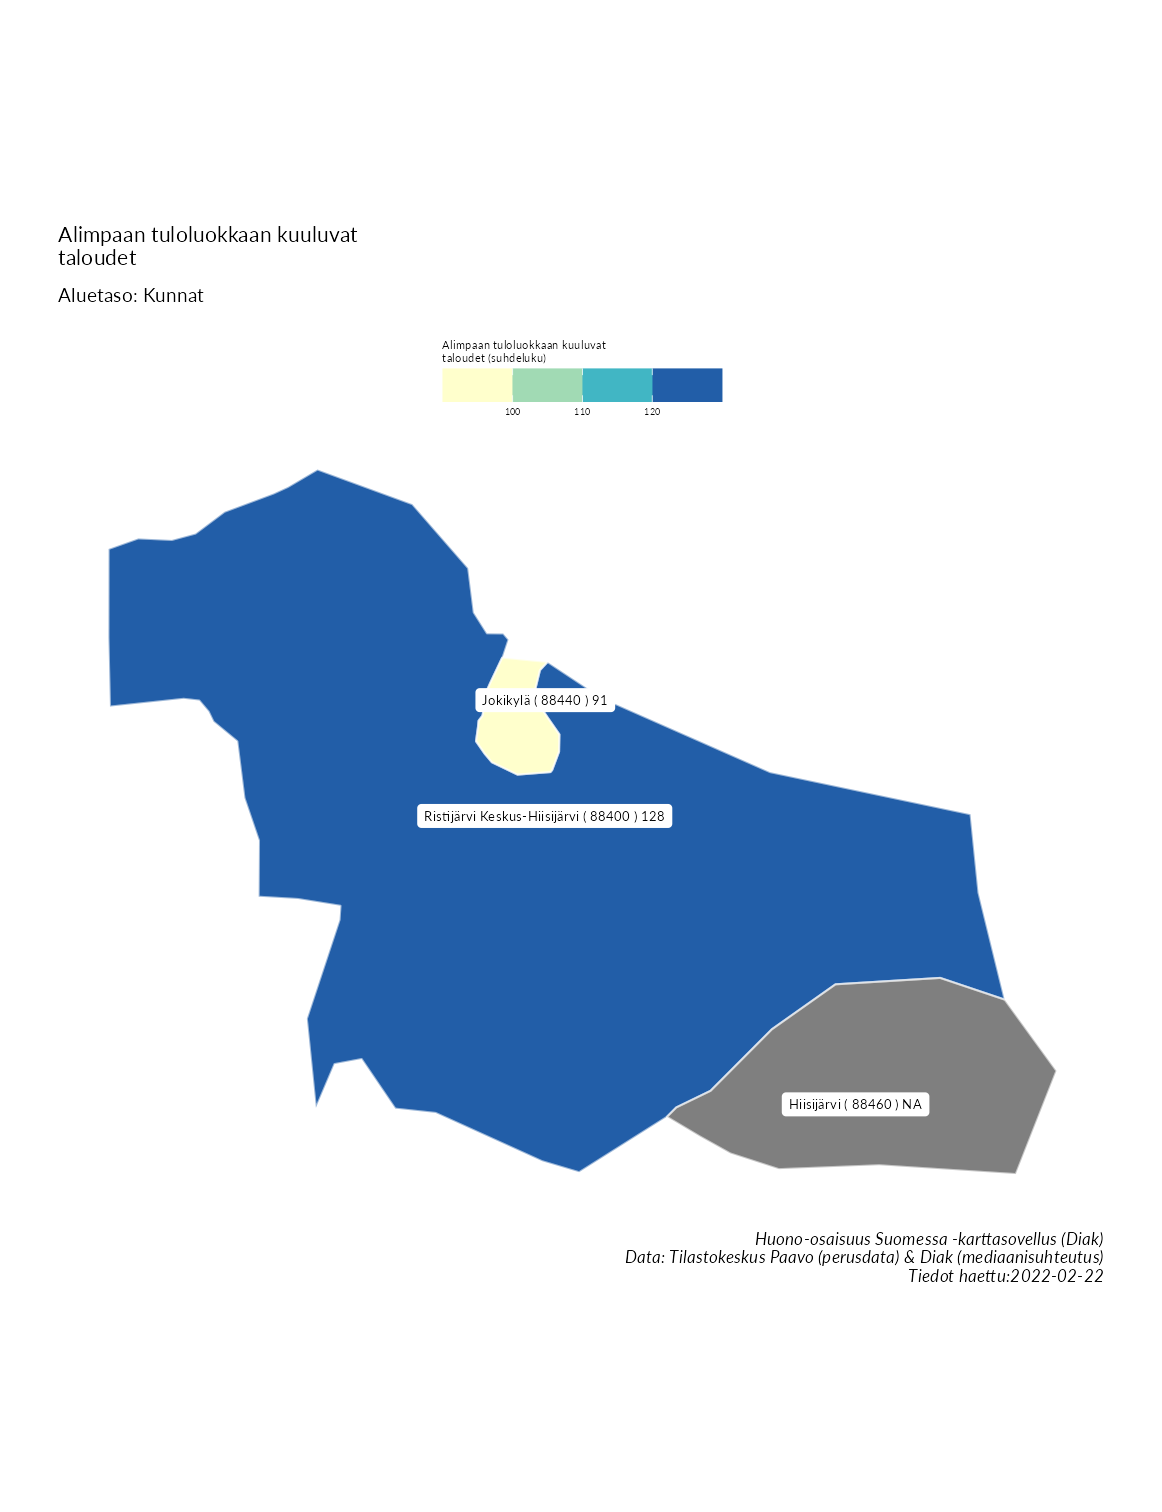 Alimpaan tuloluokkaan kuuluvat
taloudet
Aluetaso: Kunnat
Alimpaan tuloluokkaan kuuluvat
taloudet (suhdeluku)
100 110 120
Jokikylä ( 88440 ) 91
Ristijärvi Keskus-Hiisijärvi ( 88400 ) 128
Hiisijärvi ( 88460 ) NA
Huono-osaisuus Suomessa -karttasovellus (Diak)
Data: Tilastokeskus Paavo (perusdata) & Diak (mediaanisuhteutus)
Tiedot haettu:2022-02-22